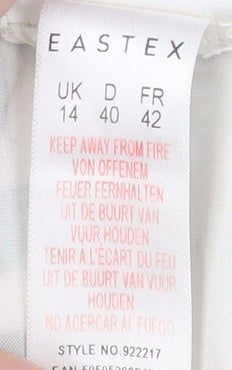 EASTEX
UK D FR
14 40 42
KEEP AWAY FROM FIRE
VON OFFENEM
FEUER FERNHALTEN
UIT DE BUURT VAN
VUUR HOUDEN
TENIR A L'ÉCART DU FEU
UIT DE BUURT VAN VUUR
HOUDEN
NO ACERCAR AL FUEGO
STYLE NO.922217
EAN